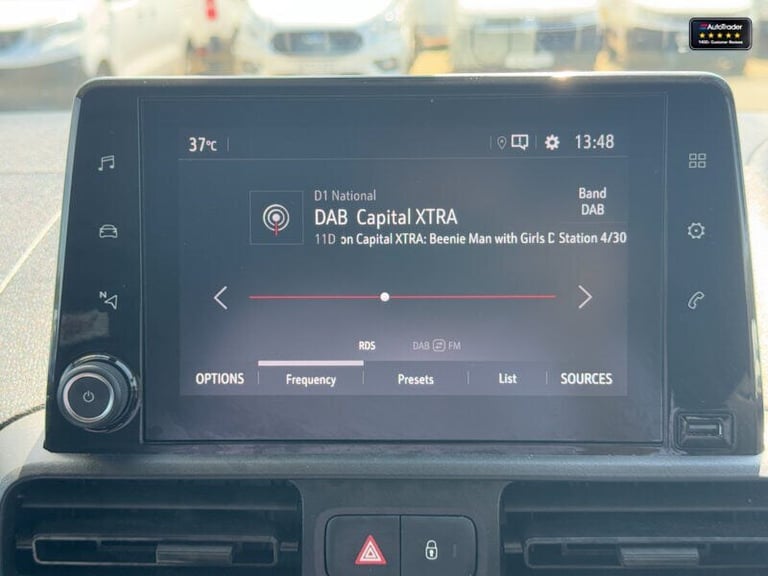 AutoTrader
37°C
13:48
D1 National
DAB Capital XTRA
Band
DAB
11D on Capital XTRA: Beenie Man with Girls D Station 4/30
N
RDS
DAB FM
OPTIONS
Frequency
Presets
List
SOURCES